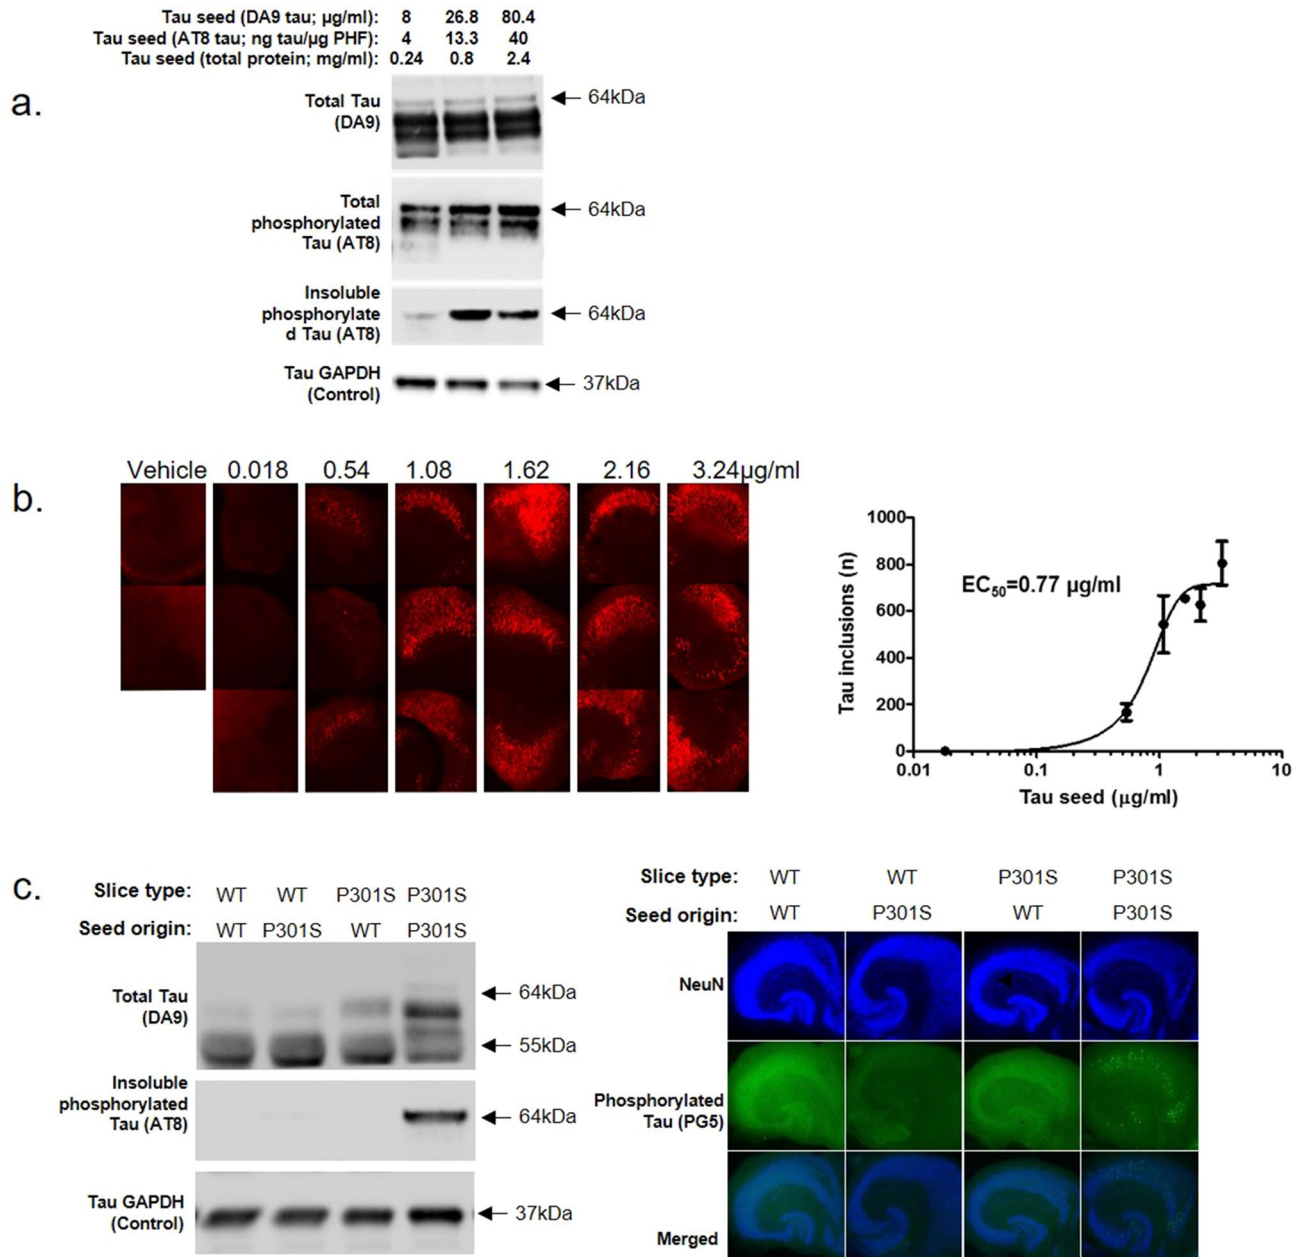 Tau seed (DA9 tau; µg/ml): 8 26.8 80.4
Tau seed (AT8 tau; ng tau/µg PHF): 4 13.3 40
Tau seed (total protein; mg/ml): 0.24 0.8 2.4
a.
Total Tau
(DA9)
64kDa
Total
phosphorylated
Tau (AT8)
64kDa
Insoluble
phosphorylate
d Tau (AT8)
64kDa
Tau GAPDH
(Control)
37kDa
b.
Vehicle 0.018 0.54 1.08 1.62 2.16 3.24µg/ml
1000
800
600
400
200
0
Tau inclusions (n)
EC50=0.77 µg/ml
0.01 0.1 1 10
Tau seed (µg/ml)
c.
Slice type: WT WT P301S P301S
Seed origin: WT P301S WT P301S
Total Tau
(DA9)
64kDa
55kDa
Insoluble
phosphorylated
Tau (AT8)
64kDa
Tau GAPDH
(Control)
37kDa
Slice type: WT WT P301S P301S
Seed origin: WT P301S WT P301S
NeuN
Phosphorylated
Tau (PG5)
Merged